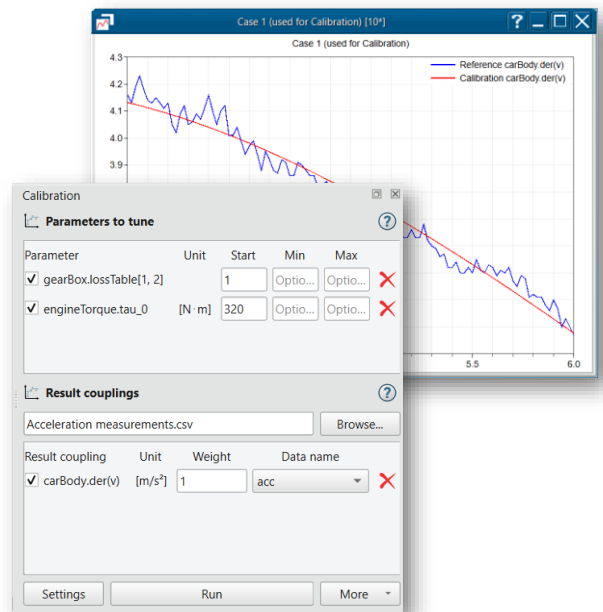 Case 1 (used for Calibration) [10*]
Case 1 (used for Calibration)
4.3
Reference carBody.der(v)
Calibration carBody.der(v)
4.2
4.1
4.0
3.9
5.5
6.0
Calibration
Parameters to tune
?
Parameter Unit Start Min Max
gearBox.lossTable[1, 2] 1 Optio... Optio...
engineTorque.tau_0 [N·m] 320 Optio... Optio...
Result couplings
?
Acceleration measurements.csv Browse...
Result coupling Unit Weight Data name
carBody.der(v) [m/s²] 1 acc
Settings Run More